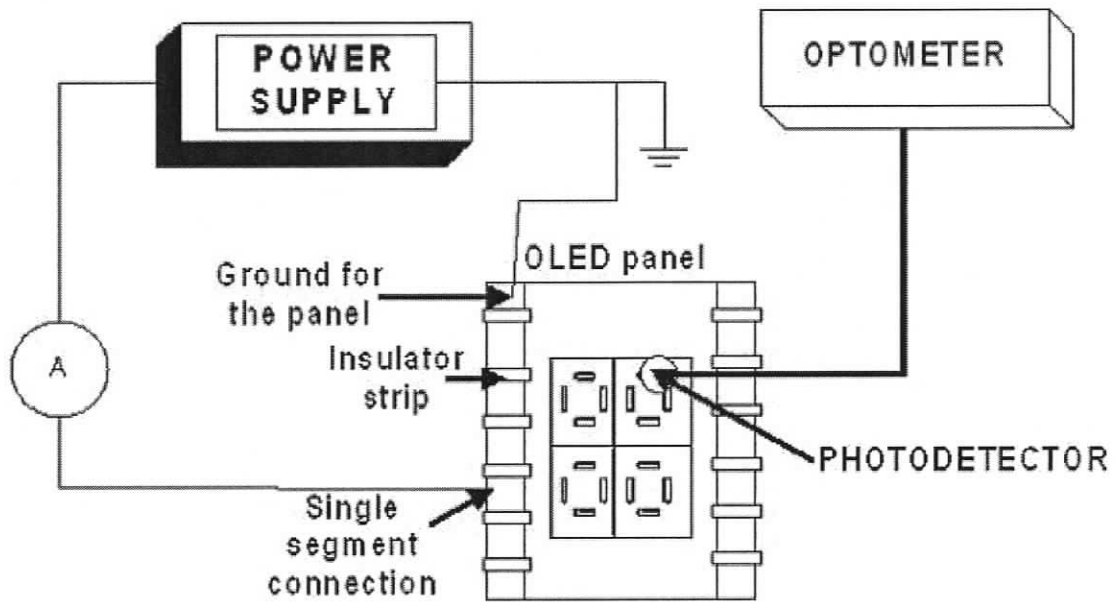 POWER
SUPPLY
OPTOMETER
OLED panel
Ground for
the panel
Insulator
strip
A
PHOTODETECTOR
Single
segment
connection